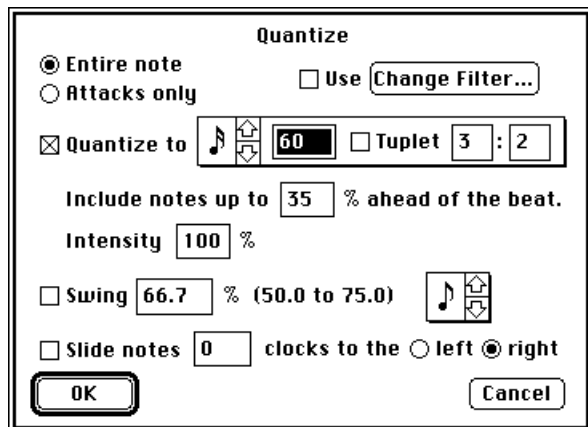 Quantize
Entire note
Use Change Filter...
Attacks only
Quantize to 60 Tuplet 3 : 2
Include notes up to 35 % ahead of the beat.
Intensity 100 %
Swing 66.7 % (50.0 to 75.0)
Slide notes 0 clocks to the left right
OK Cancel